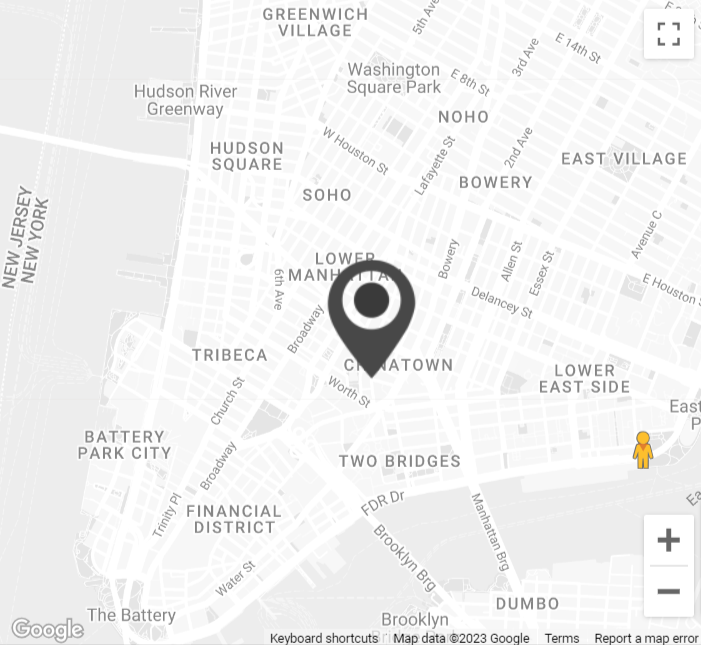 GREENWICH
VILLAGE
5th Ave
3rd Ave
E 14th St
Washington
Square Park
E 8th St
Hudson River
Greenway
NOHO
W Houston St
Lafayette St
2nd Ave
HUDSON
SQUARE
EAST VILLAGE
BOWERY
SOHO
NEW JERSEY
NEW YORK
Avenue C
LOWER
Bowery
Allen St
Essex St
6th Ave
E Houston St
Delancey St
Broadway
TRIBECA
LOWER
EAST SIDE
Worth St
Church St
BATTERY
PARK CITY
Broadway
TWO BRIDGES
FDR Dr
Trinity Pl
FINANCIAL
DISTRICT
Manhattan Brg
Brooklyn Brg
Water St
The Battery
DUMBO
Brooklyn
Google
Keyboard shortcuts
Map data ©2023 Google
Terms
Report a map error